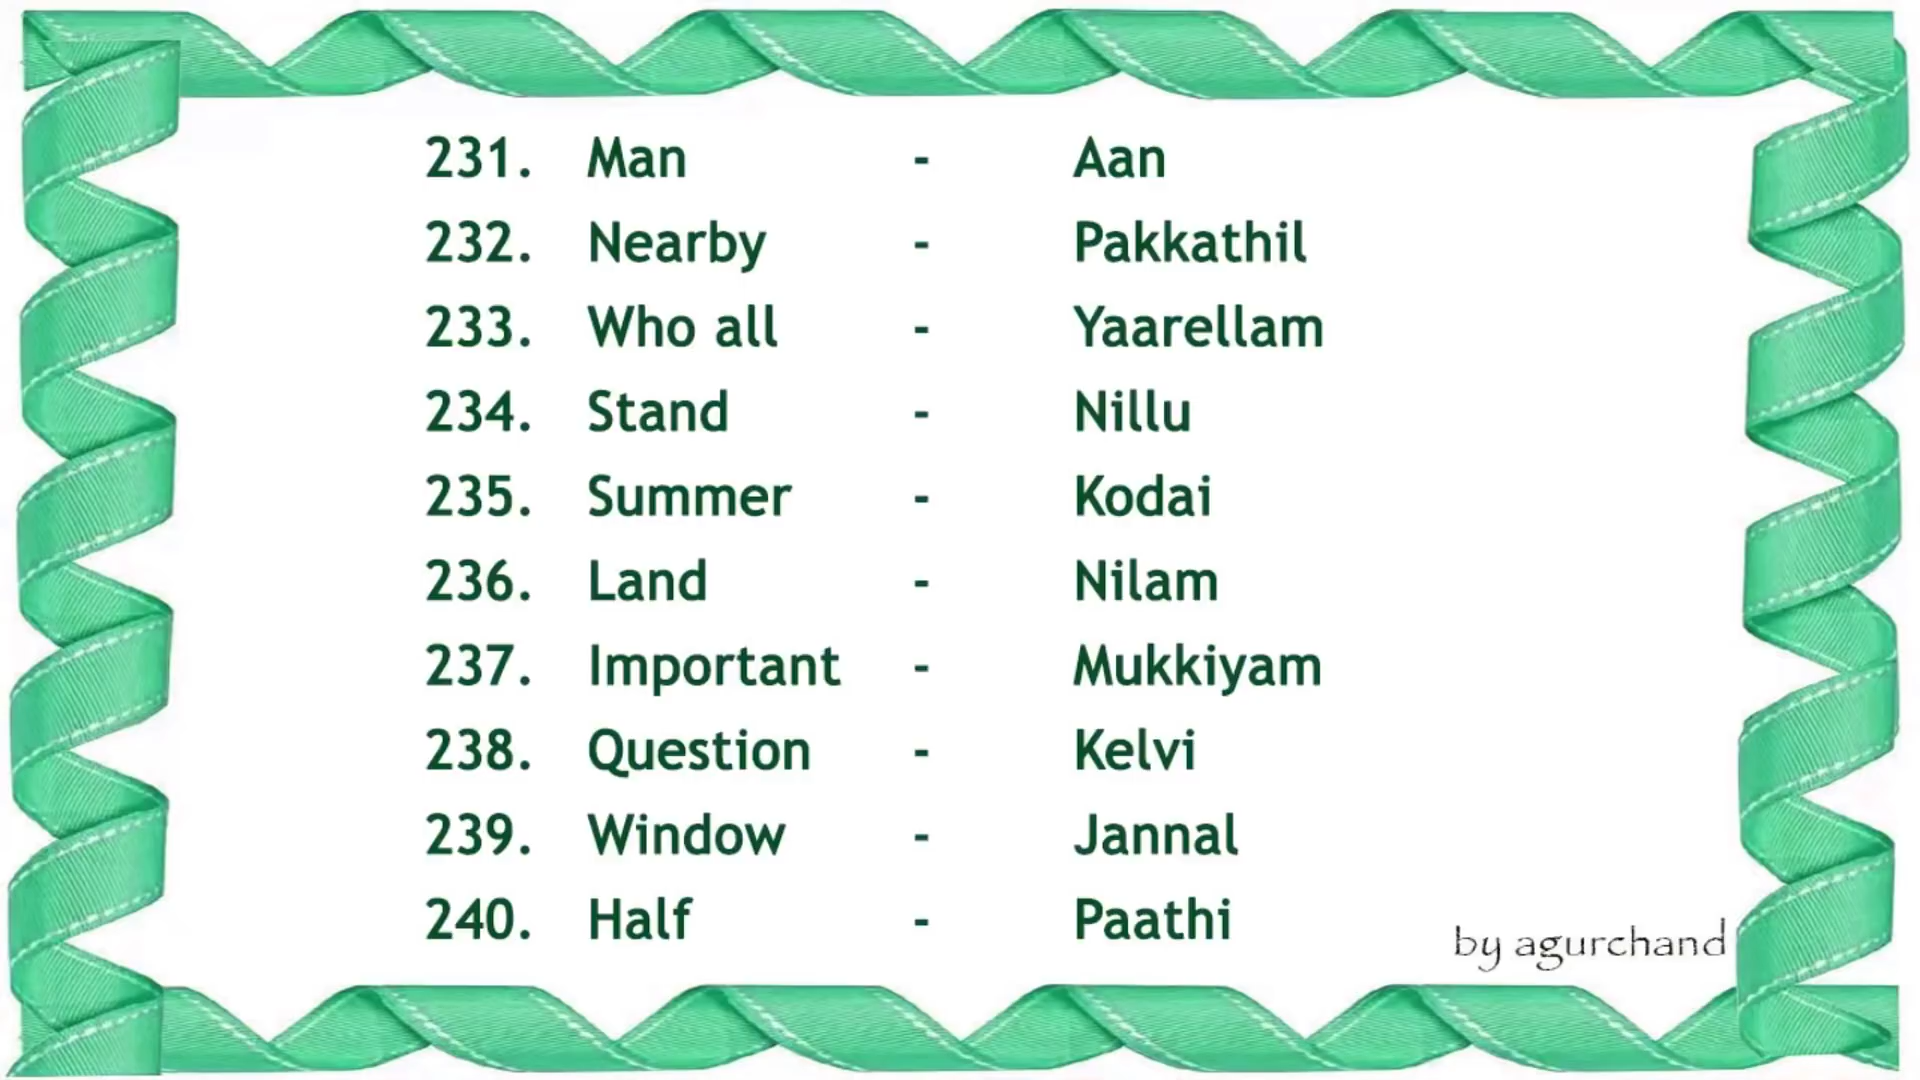 231. Man - Aan
232. Nearby - Pakkathil
233. Who all - Yaarellam
234. Stand - Nillu
235. Summer - Kodai
236. Land - Nilam
237. Important - Mukkiyam
238. Question - Kelvi
239. Window - Jannal
240. Half - Paathi
by agurchand